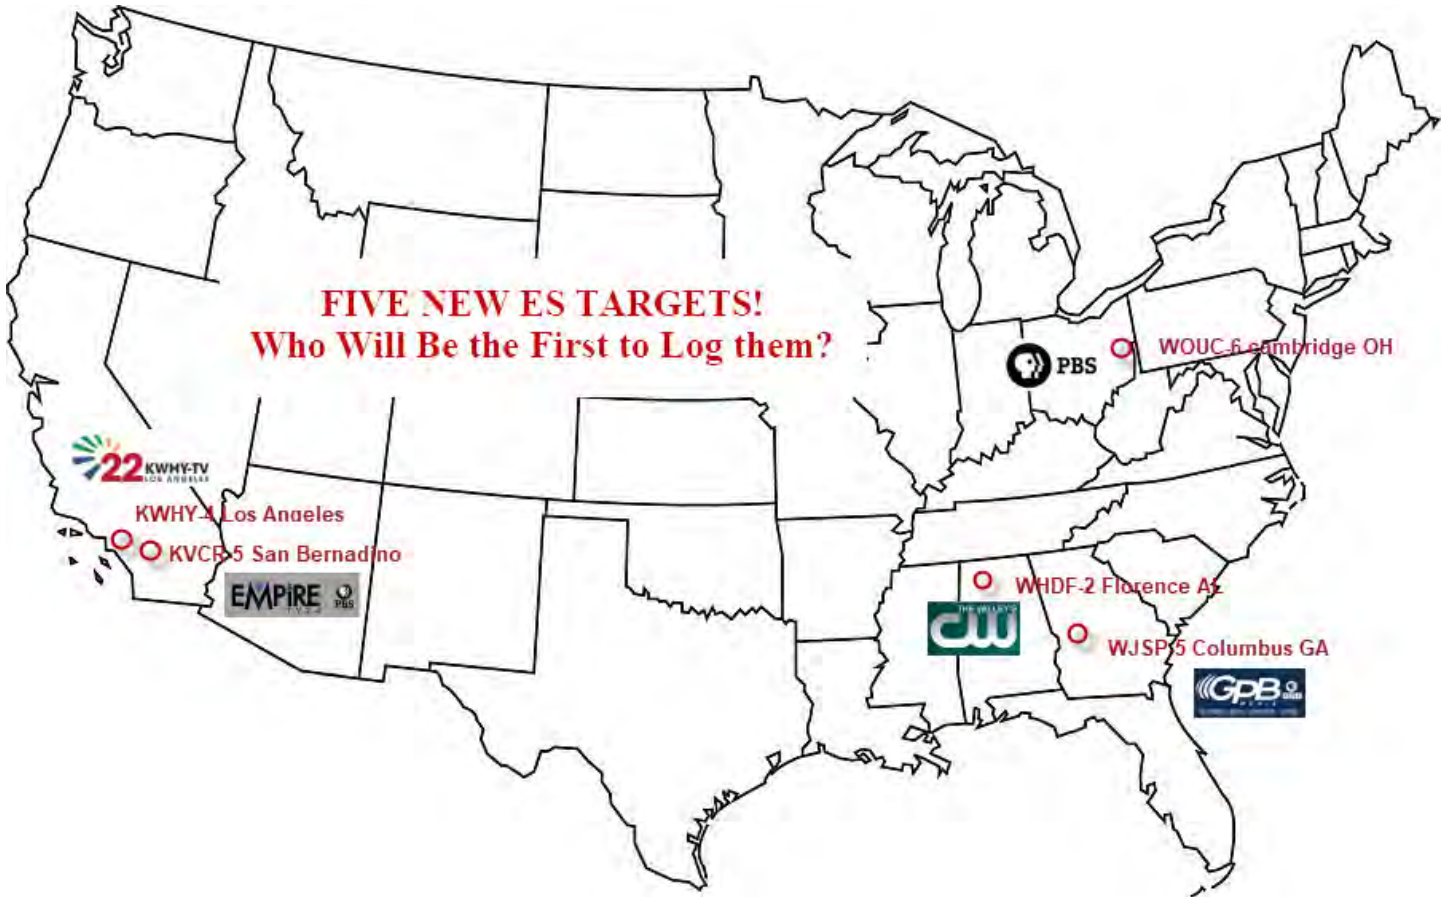 FIVE NEW ES TARGETS!
Who Will Be the First to Log them?
WOUC-6 cambridge OH
PBS
22 KWHY-TV
LOS ANGELES
KWHY-4 Los Angeles
KVCR-5 San Bernadino
EMPIRE PBS
WHDF-2 Florence AL
THE VALLEY'S
CW
WJSP-5 Columbus GA
GPB
MEDIA